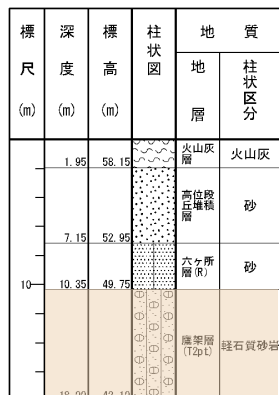 標尺(m) 深度(m) 標高(m) 柱状図 地質
地層 柱状区分
1.95 58.15 火山灰層 火山灰
7.15 52.95 高位段丘堆積層 砂
10 10.35 49.75 六ヶ所層(R) 砂
鷹架層(T2pt) 軽石質砂岩